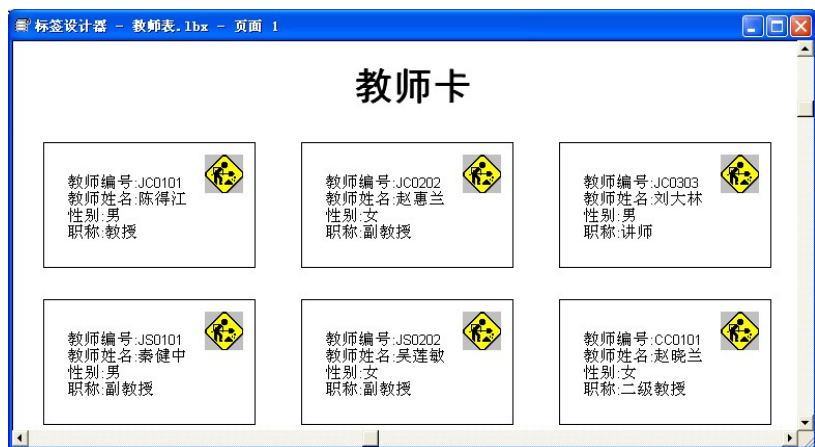 标签设计器 - 教师表.lbx - 页面 1
教师卡
教师编号:JC0101
教师姓名:陈得江
性别:男
职称:教授
教师编号:JC0202
教师姓名:赵惠兰
性别:女
职称:副教授
教师编号:JC0303
教师姓名:刘大林
性别:男
职称:讲师
教师编号:JS0101
教师姓名:秦健中
性别:男
职称:副教授
教师编号:JS0202
教师姓名:吴莲敏
性别:女
职称:副教授
教师编号:CC0101
教师姓名:赵晓兰
性别:女
职称:二级教授